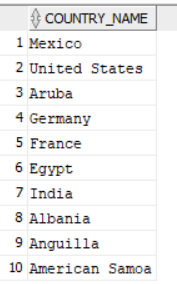 COUNTRY_NAME
1 Mexico
2 United States
3 Aruba
4 Germany
5 France
6 Egypt
7 India
8 Albania
9 Anguilla
10 American Samoa